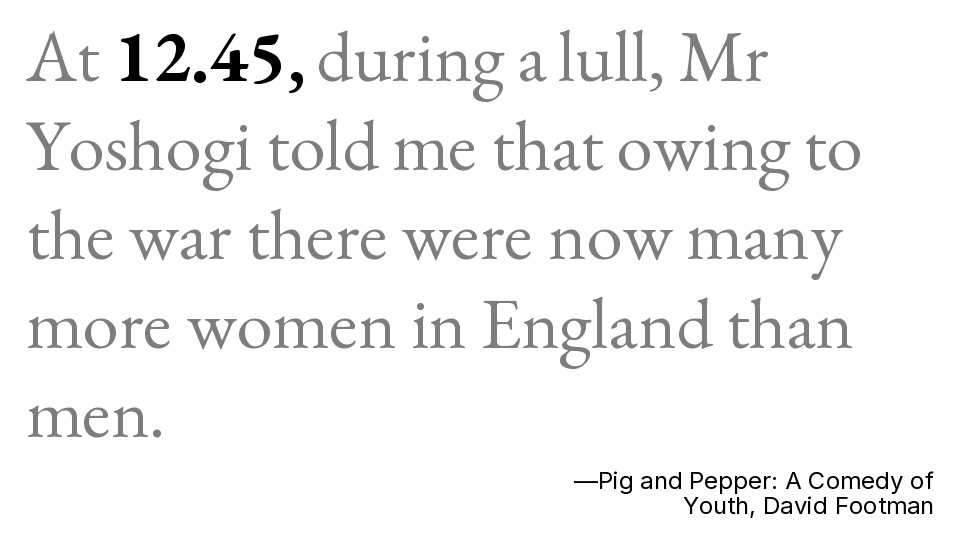 At 12.45, during a lull, Mr
Yoshogi told me that owing to
the war there were now many
more women in England than
men.
—Pig and Pepper: A Comedy of
Youth, David Footman